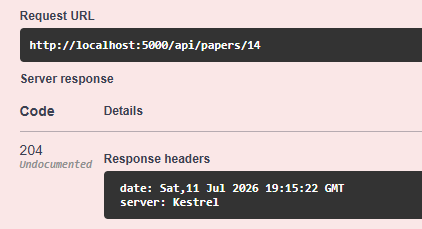 Request URL
http://localhost:5000/api/papers/14
Server response
Code Details
204
Undocumented
Response headers
date: Sat,11 Jul 2026 19:15:22 GMT
server: Kestrel